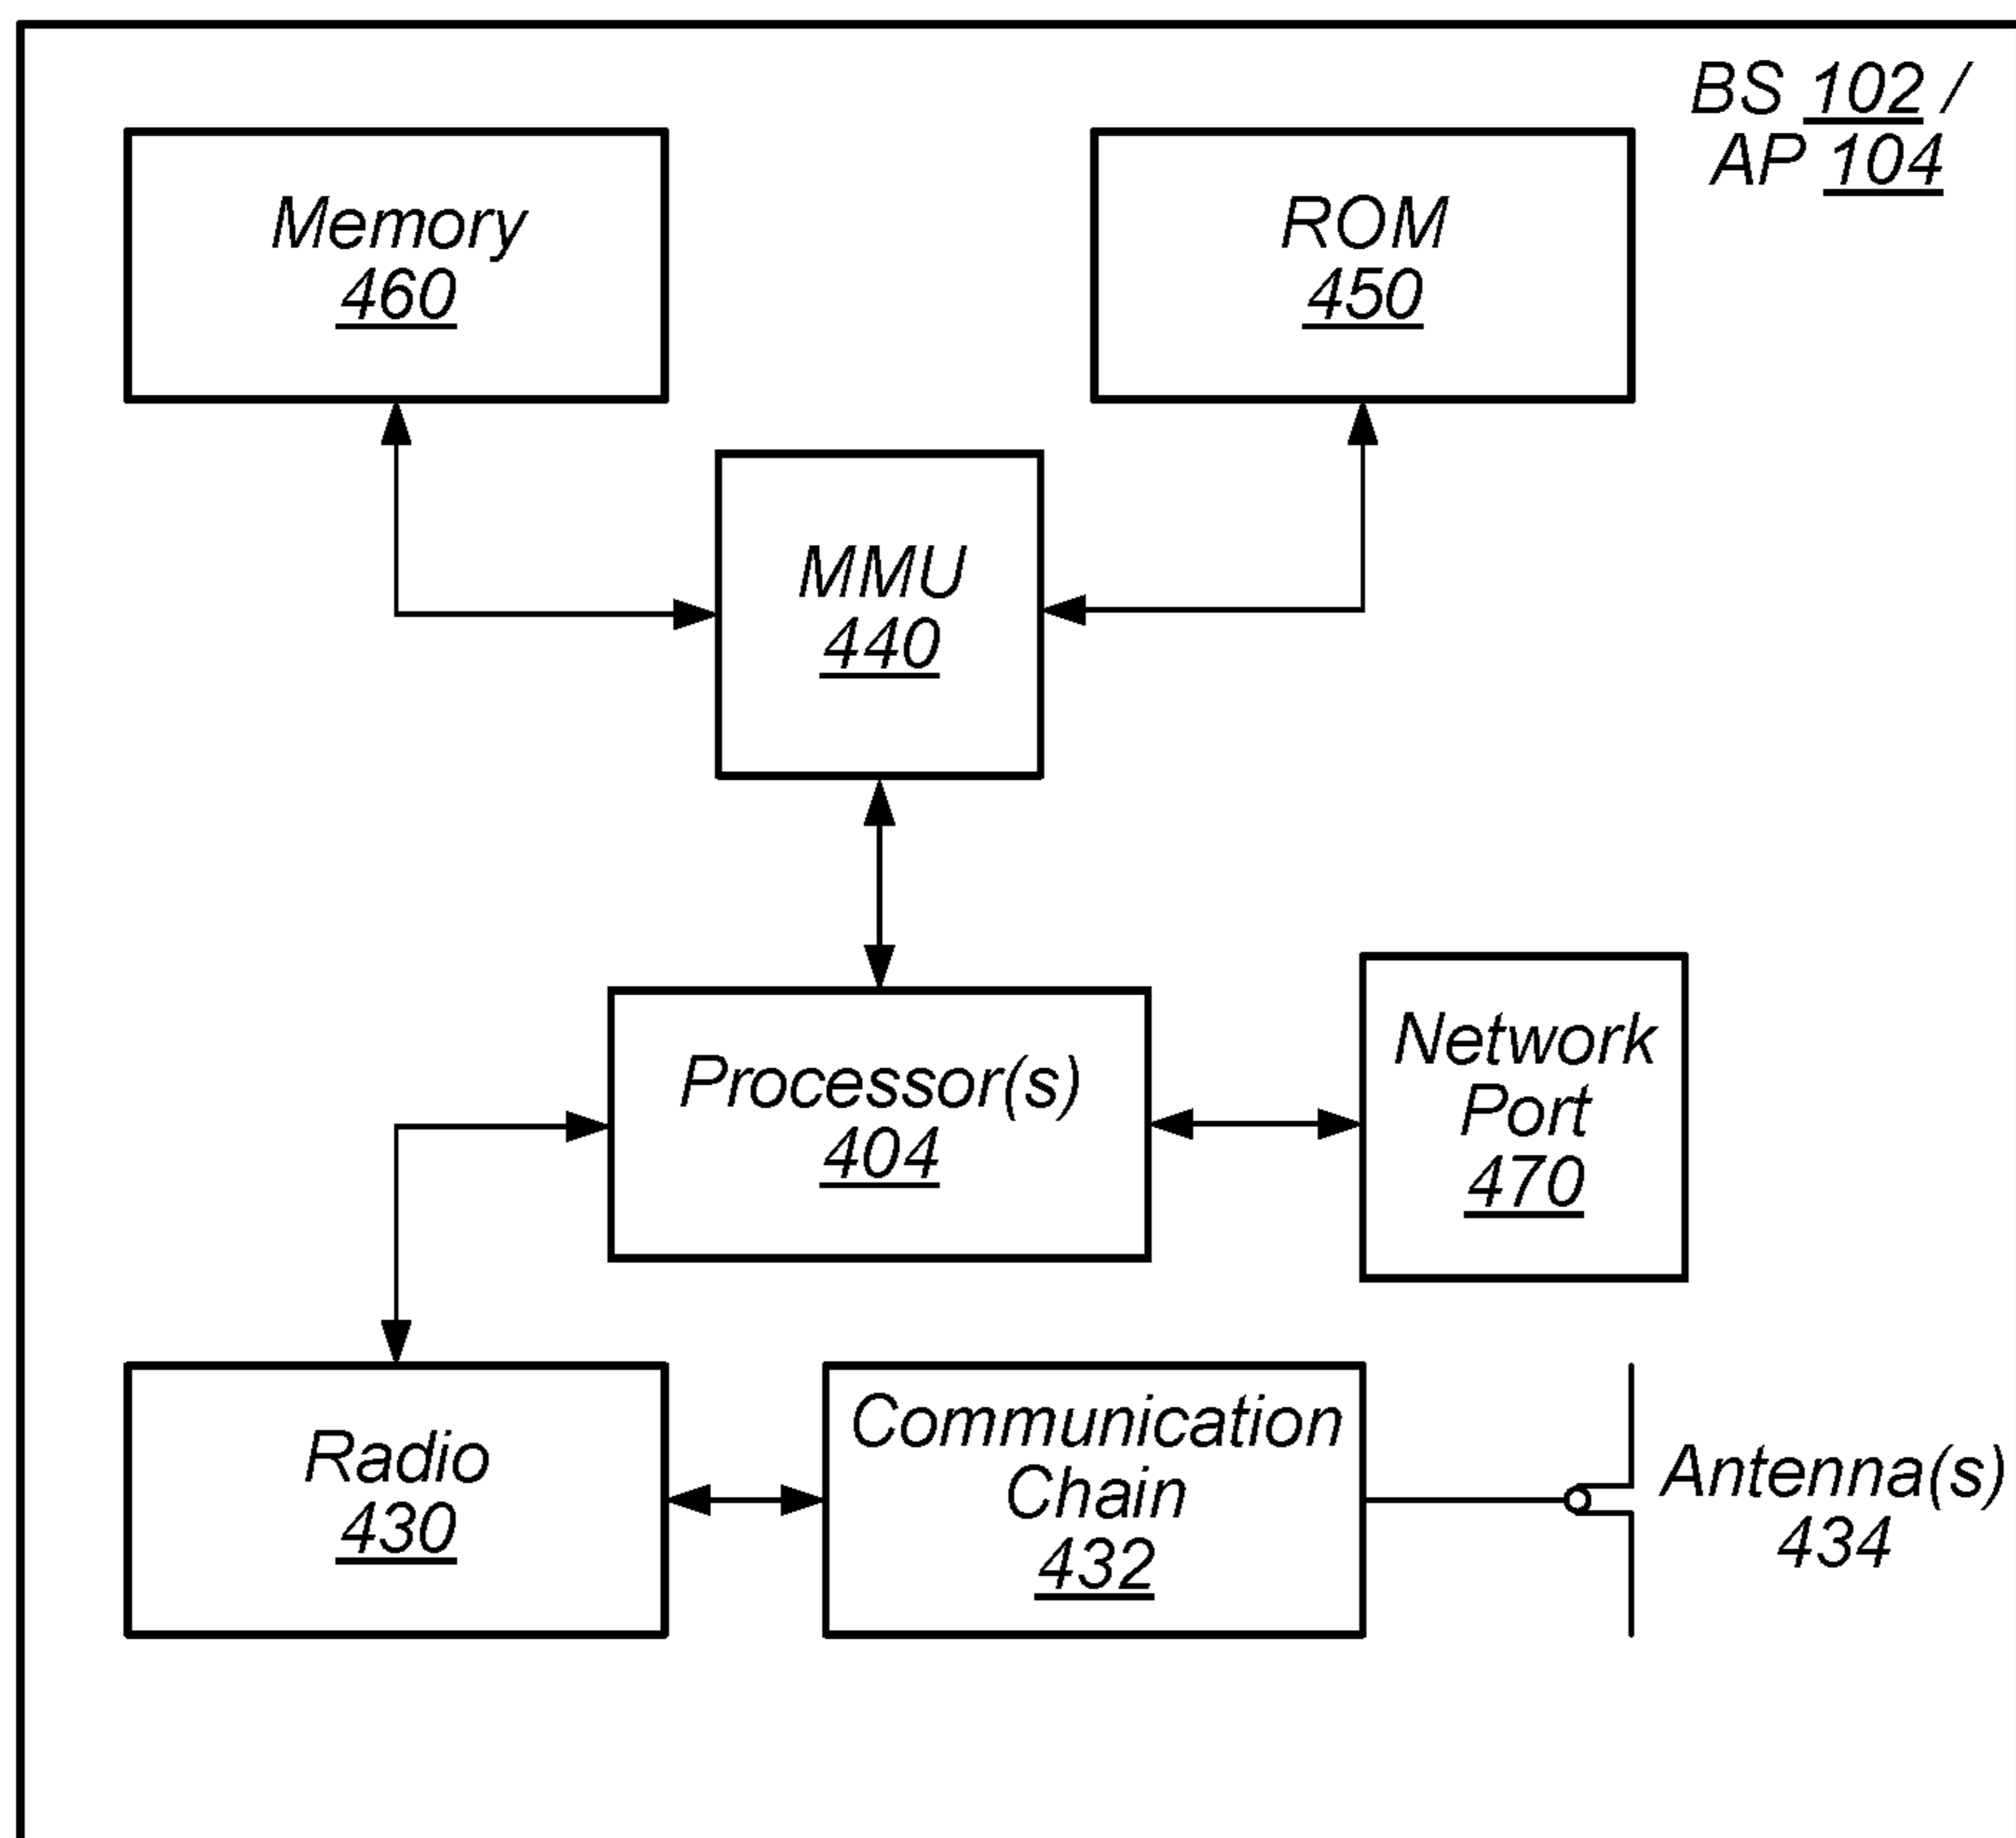 BS 102 /
AP 104
Memory
460
ROM
450
MMU
440
Processor(s)
404
Network
Port
470
Radio
430
Communication
Chain
432
Antenna(s)
434